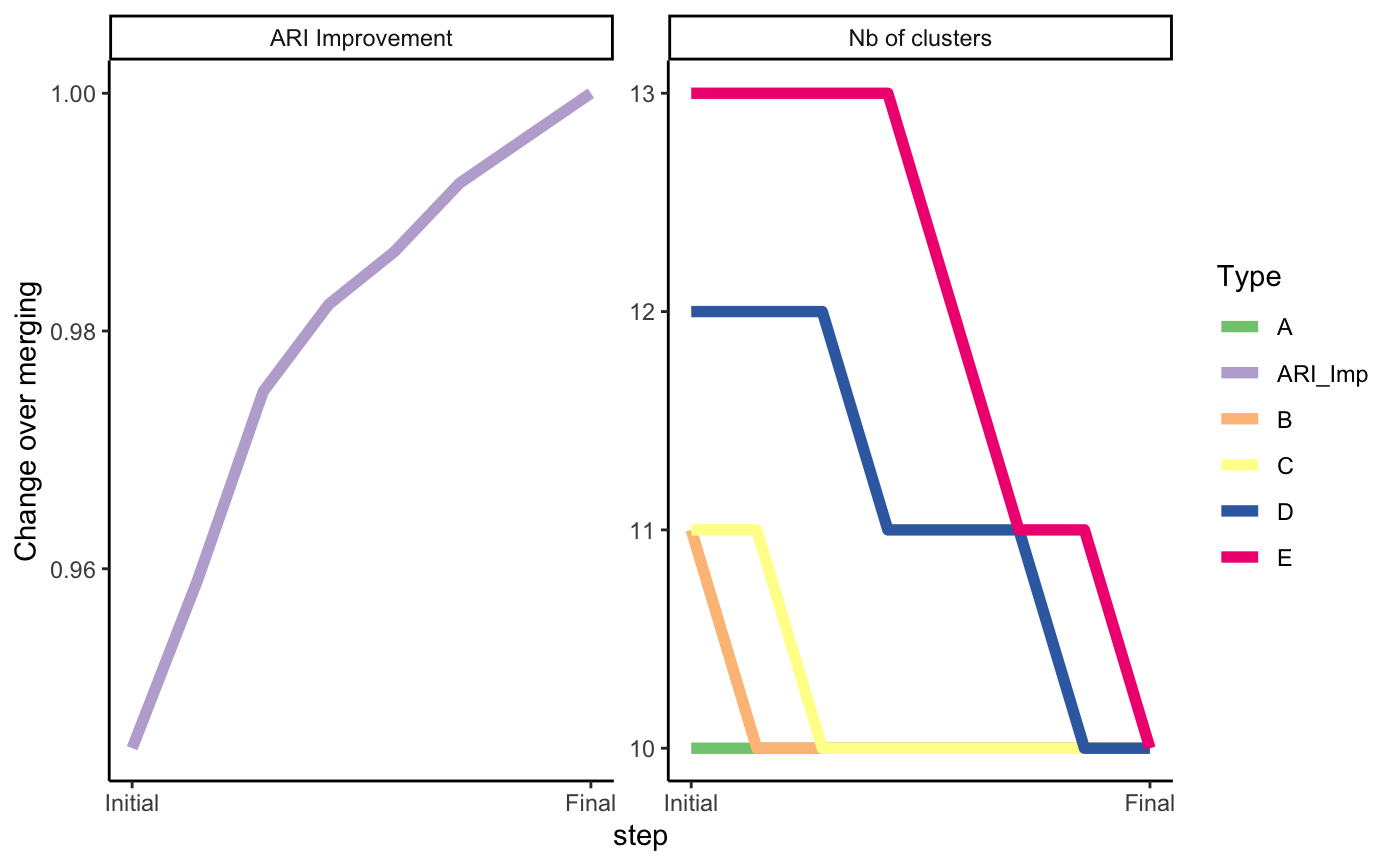 ARI Improvement
Nb of clusters
Change over merging
1.00
0.98
0.96
13
12
11
10
Initial
Final
Initial
Final
step
Type
A
ARI_Imp
B
C
D
E